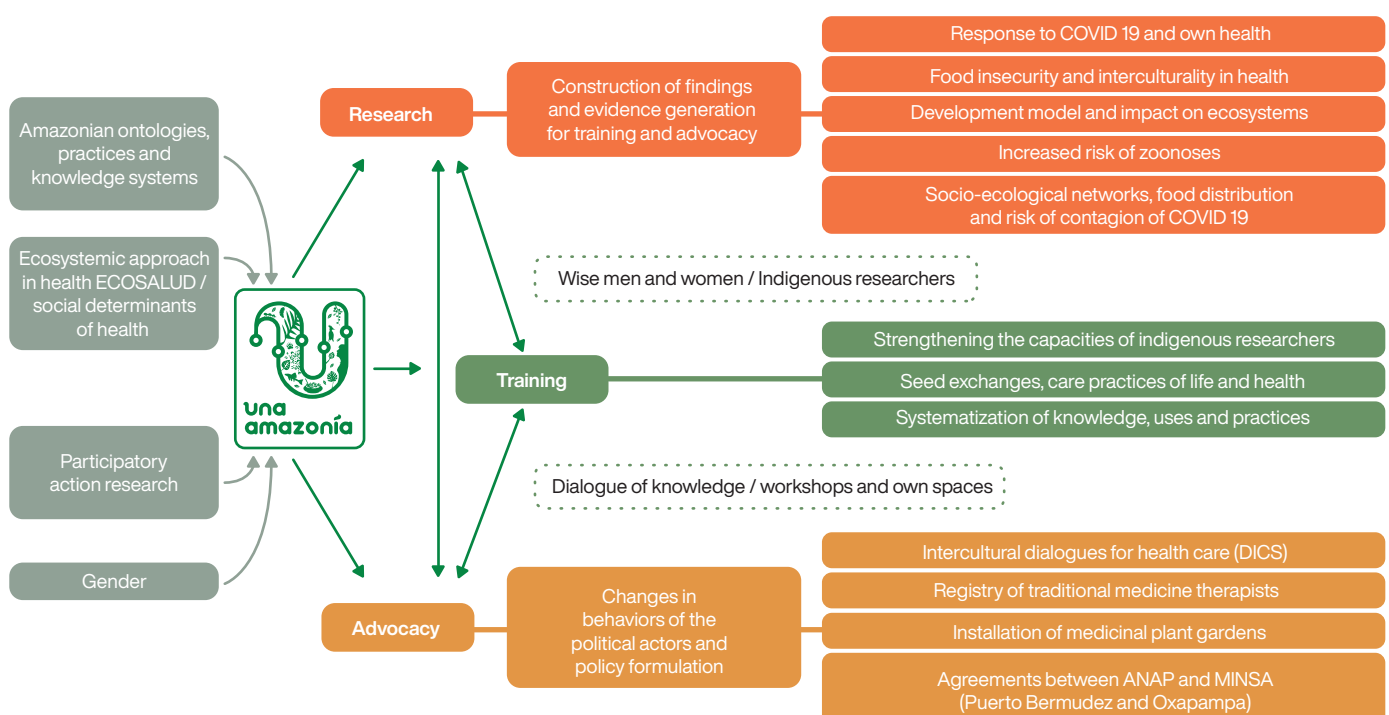 Amazonian ontologies,
practices and
knowledge systems
Ecosystemic approach
in health ECOSALUD /
social determinants
of health
Participatory
action research
Gender
una
amazonía
Research
Construction of findings
and evidence generation
for training and advocacy
Response to COVID 19 and own health
Food insecurity and interculturality in health
Development model and impact on ecosystems
Increased risk of zoonoses
Socio-ecological networks, food distribution
and risk of contagion of COVID 19
Wise men and women / Indigenous researchers
Training
Strengthening the capacities of indigenous researchers
Seed exchanges, care practices of life and health
Systematization of knowledge, uses and practices
Dialogue of knowledge / workshops and own spaces
Advocacy
Changes in
behaviors of the
political actors and
policy formulation
Intercultural dialogues for health care (DICS)
Registry of traditional medicine therapists
Installation of medicinal plant gardens
Agreements between ANAP and MINSA
(Puerto Bermudez and Oxapampa)